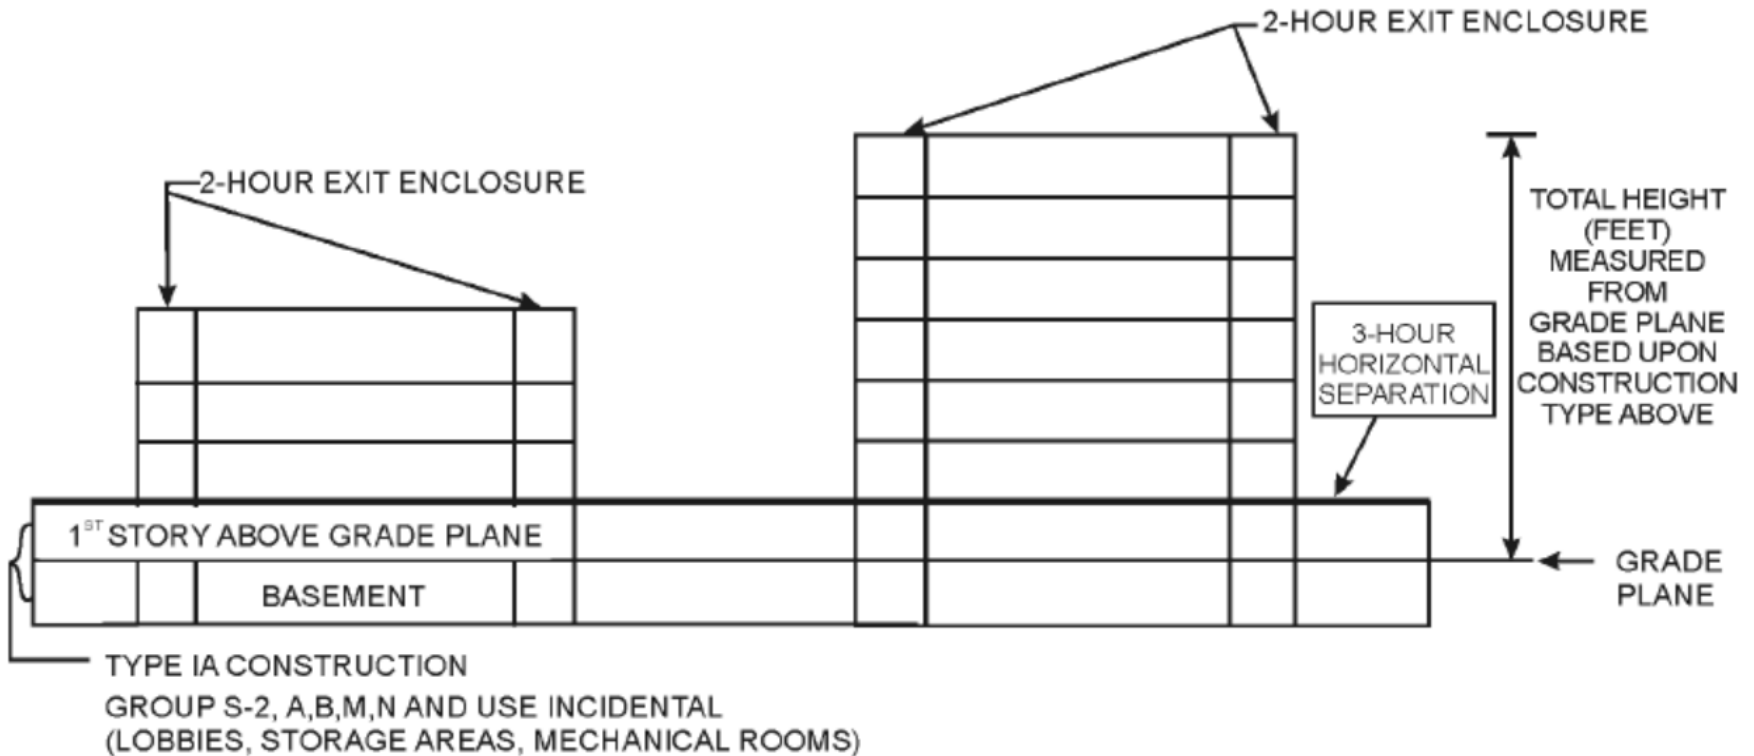 2-HOUR EXIT ENCLOSURE
2-HOUR EXIT ENCLOSURE
TOTAL HEIGHT
(FEET)
MEASURED
FROM
GRADE PLANE
BASED UPON
CONSTRUCTION
TYPE ABOVE
3-HOUR
HORIZONTAL
SEPARATION
1ST STORY ABOVE GRADE PLANE
BASEMENT
GRADE
PLANE
TYPE IA CONSTRUCTION
GROUP S-2, A,B,M,N AND USE INCIDENTAL
(LOBBIES, STORAGE AREAS, MECHANICAL ROOMS)